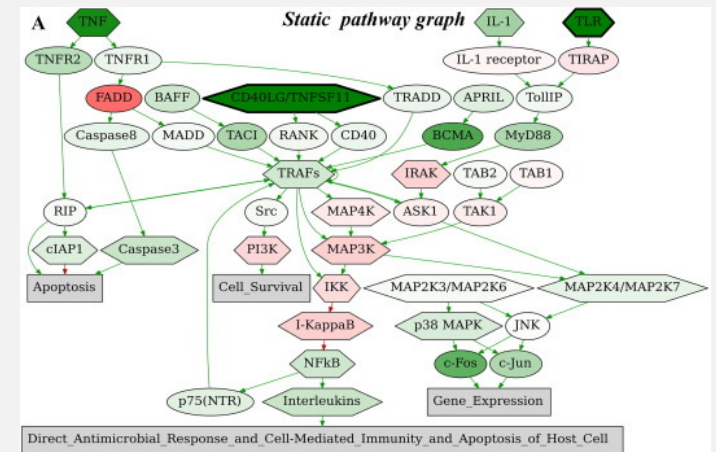 A Static pathway graph
TNF IL-1 TLR
TNFR2 TNFR1 IL-1 receptor TIRAP
FADD BAFF CD40LG/TNFSF11 TRADD APRIL TollIP
Caspase8 MADD TACI RANK CD40 BCMA MyD88
TRAFs IRAK TAB2 TAB1
RIP Src MAP4K ASK1 TAK1
cIAP1 Caspase3 PI3K MAP3K
Apoptosis Cell_Survival IKK MAP2K3/MAP2K6 MAP2K4/MAP2K7
I-KappaB p38 MAPK JNK
NFkB c-Fos c-Jun
p75(NTR) Interleukins Gene_Expression
Direct_Antimicrobial_Response_and_Cell-Mediated_Immunity_and_Apoptosis_of_Host_Cell